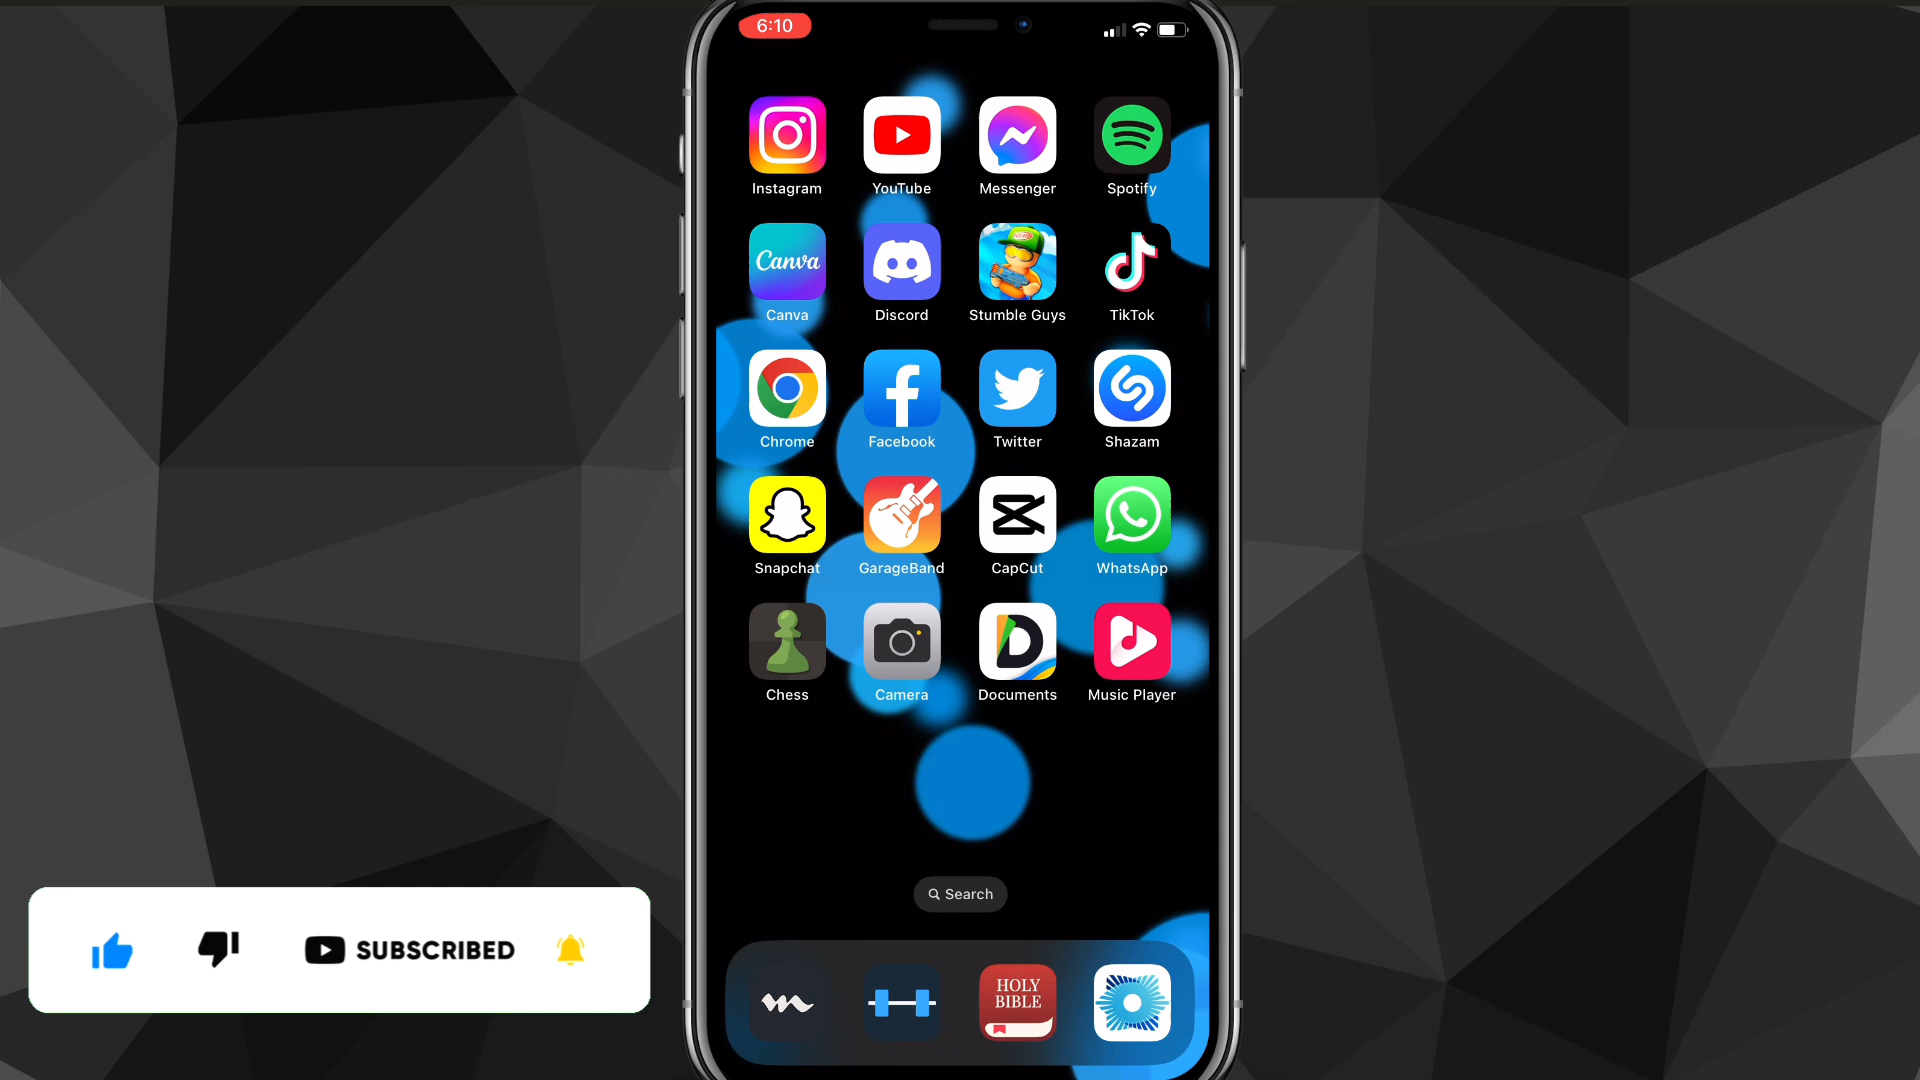 6:10
Instagram YouTube Messenger Spotify
Canva
Canva Discord Stumble Guys TikTok
Chrome Facebook Twitter Shazam
Snapchat GarageBand CapCut WhatsApp
Chess Camera Documents Music Player
Search
SUBSCRIBED
HOLY
BIBLE